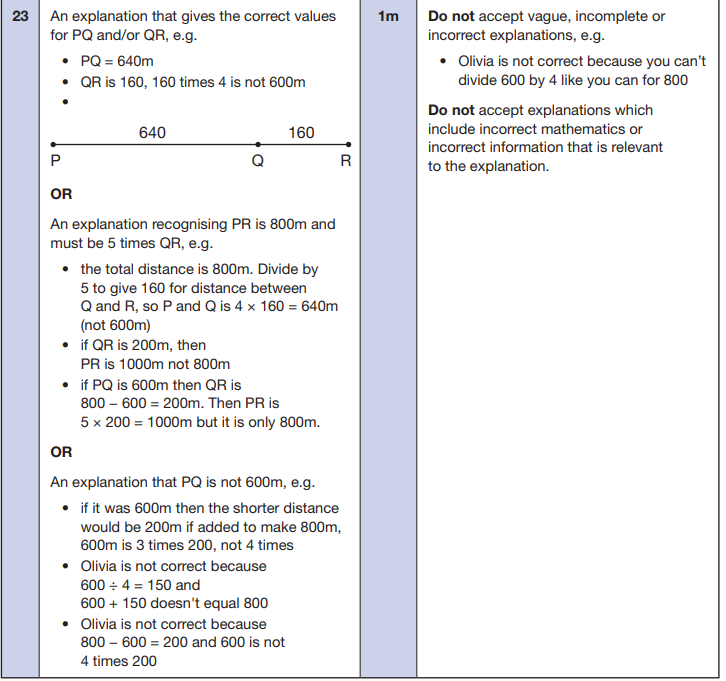 23
An explanation that gives the correct values
for PQ and/or QR, e.g.
• PQ = 640m
• QR is 160, 160 times 4 is not 600m
•
640 160
P Q R
OR
An explanation recognising PR is 800m and
must be 5 times QR, e.g.
• the total distance is 800m. Divide by
5 to give 160 for distance between
Q and R, so P and Q is 4 × 160 = 640m
(not 600m)
• if QR is 200m, then
PR is 1000m not 800m
• if PQ is 600m then QR is
800 – 600 = 200m. Then PR is
5 × 200 = 1000m but it is only 800m.
OR
An explanation that PQ is not 600m, e.g.
• if it was 600m then the shorter distance
would be 200m if added to make 800m,
600m is 3 times 200, not 4 times
• Olivia is not correct because
600 ÷ 4 = 150 and
600 + 150 doesn't equal 800
• Olivia is not correct because
800 – 600 = 200 and 600 is not
4 times 200
1m
Do not accept vague, incomplete or
incorrect explanations, e.g.
• Olivia is not correct because you can't
divide 600 by 4 like you can for 800
Do not accept explanations which
include incorrect mathematics or
incorrect information that is relevant
to the explanation.